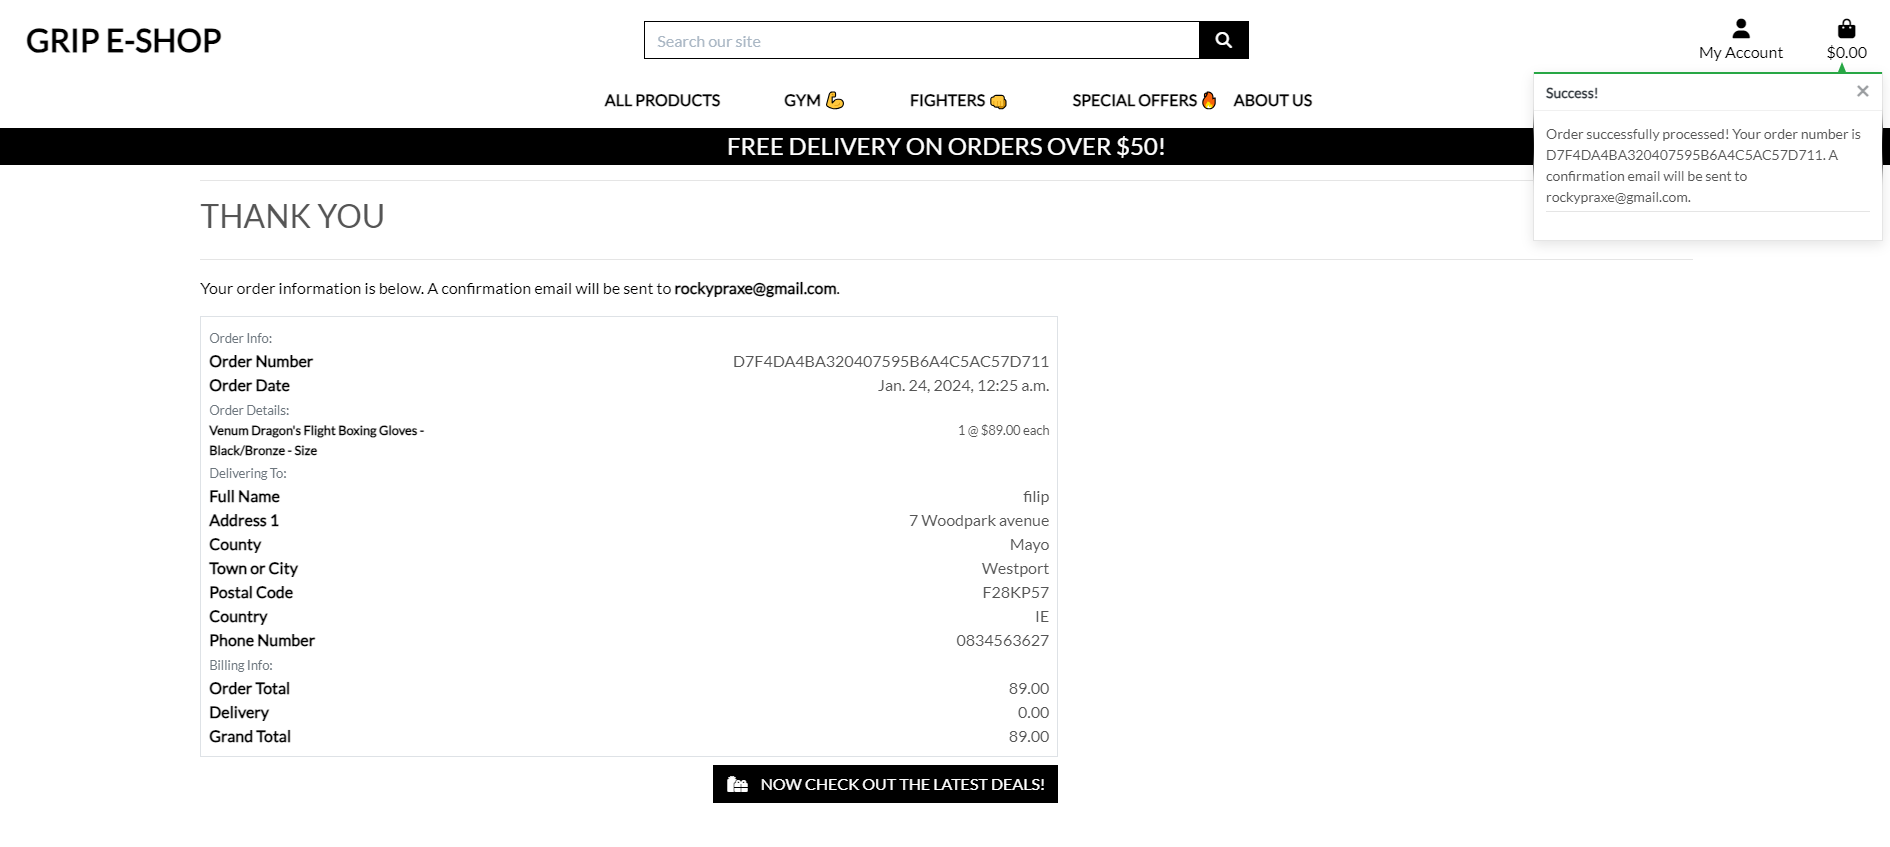 GRIP E-SHOP
Search our site
My Account
$0.00
ALL PRODUCTS
GYM 💪
FIGHTERS 👊
SPECIAL OFFERS 🔥
ABOUT US
FREE DELIVERY ON ORDERS OVER $50!
Success!
×
Order successfully processed! Your order number is
D7F4DA4BA320407595B6A4C5AC57D711. A
confirmation email will be sent to
rockypraxe@gmail.com.
THANK YOU
Your order information is below. A confirmation email will be sent to rockypraxe@gmail.com.
Order Info:
Order Number D7F4DA4BA320407595B6A4C5AC57D711
Order Date Jan. 24, 2024, 12:25 a.m.
Order Details:
Venum Dragon's Flight Boxing Gloves - 1 @ $89.00 each
Black/Bronze - Size
Delivering To:
Full Name filip
Address 1 7 Woodpark avenue
County Mayo
Town or City Westport
Postal Code F28KP57
Country IE
Phone Number 0834563627
Billing Info:
Order Total 89.00
Delivery 0.00
Grand Total 89.00
NOW CHECK OUT THE LATEST DEALS!